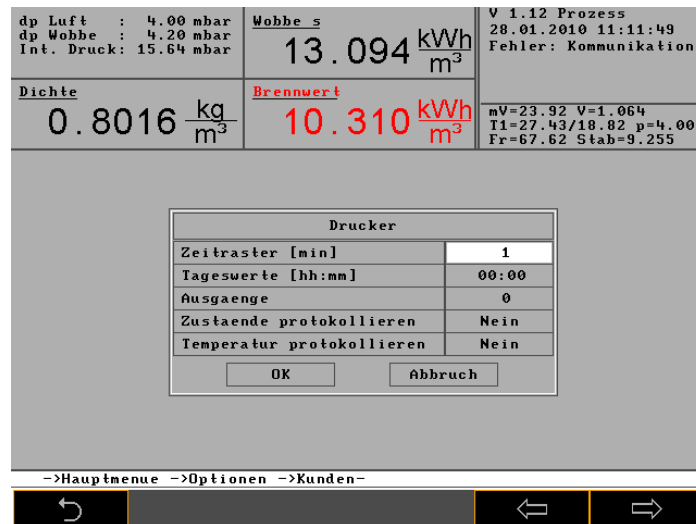 dp Luft : 4.00 mbar
dp Wobbe : 4.20 mbar
Int. Druck: 15.64 mbar
Wobbe s
13.094 kWh/m³
V 1.12 Prozess
28.01.2010 11:11:49
Fehler: Kommunikation
Dichte
0.8016 kg/m³
Brennwert
10.310 kWh/m³
mV=23.92 V=1.064
T1=27.43/18.82 p=4.00
Fr=67.62 Stab=9.255
Drucker
Zeitraster [min] 1
Tageswerte [hh:mm] 00:00
Ausgaenge 0
Zustaende protokollieren Nein
Temperatur protokollieren Nein
OK Abbruch
->Hauptmenue ->Optionen ->Kunden-